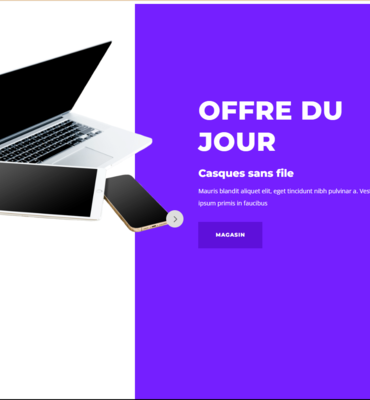 OFFRE DU
JOUR
Casques sans file
Mauris blandit aliquet elit, eget tincidunt nibh pulvinar a.
ipsum primis in faucibus
MAGASIN